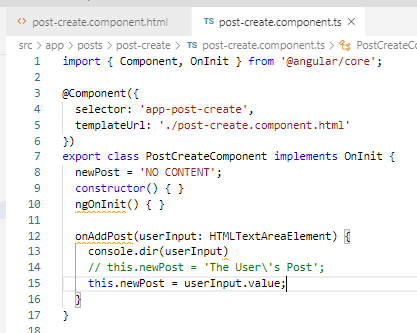 post-create.component.html
TS post-create.component.ts ×
src > app > posts > post-create > TS post-create.component.ts > PostCreateCo
1 import { Component, OnInit } from '@angular/core';
2
3 @Component({
4 selector: 'app-post-create',
5 templateUrl: './post-create.component.html'
6 })
7 export class PostCreateComponent implements OnInit {
8 newPost = 'NO CONTENT';
9 constructor() { }
10 ngOnInit() { }
11
12 onAddPost(userInput: HTMLTextAreaElement) {
13 console.dir(userInput)
14 // this.newPost = 'The User\'s Post';
15 this.newPost = userInput.value;
16 }
17 }
18